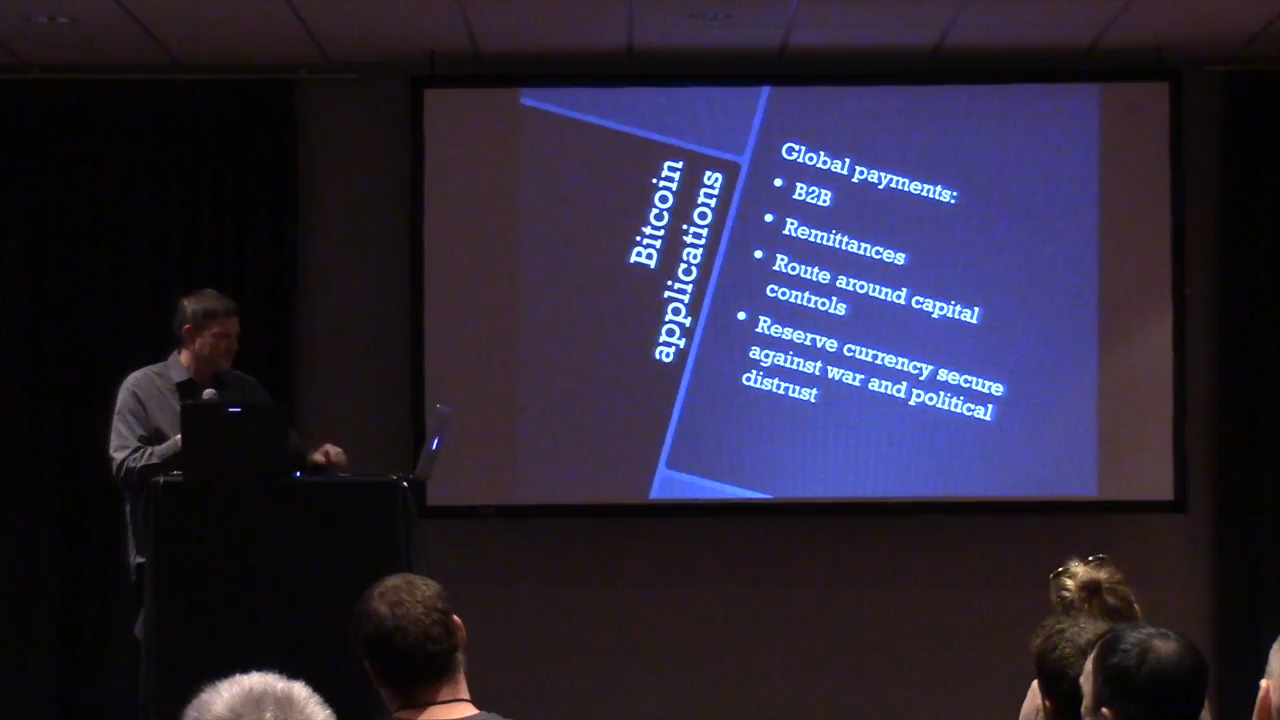 Bitcoin
applications
Global payments:
• B2B
• Remittances
• Route around capital
controls
• Reserve currency secure
against war and political
distrust